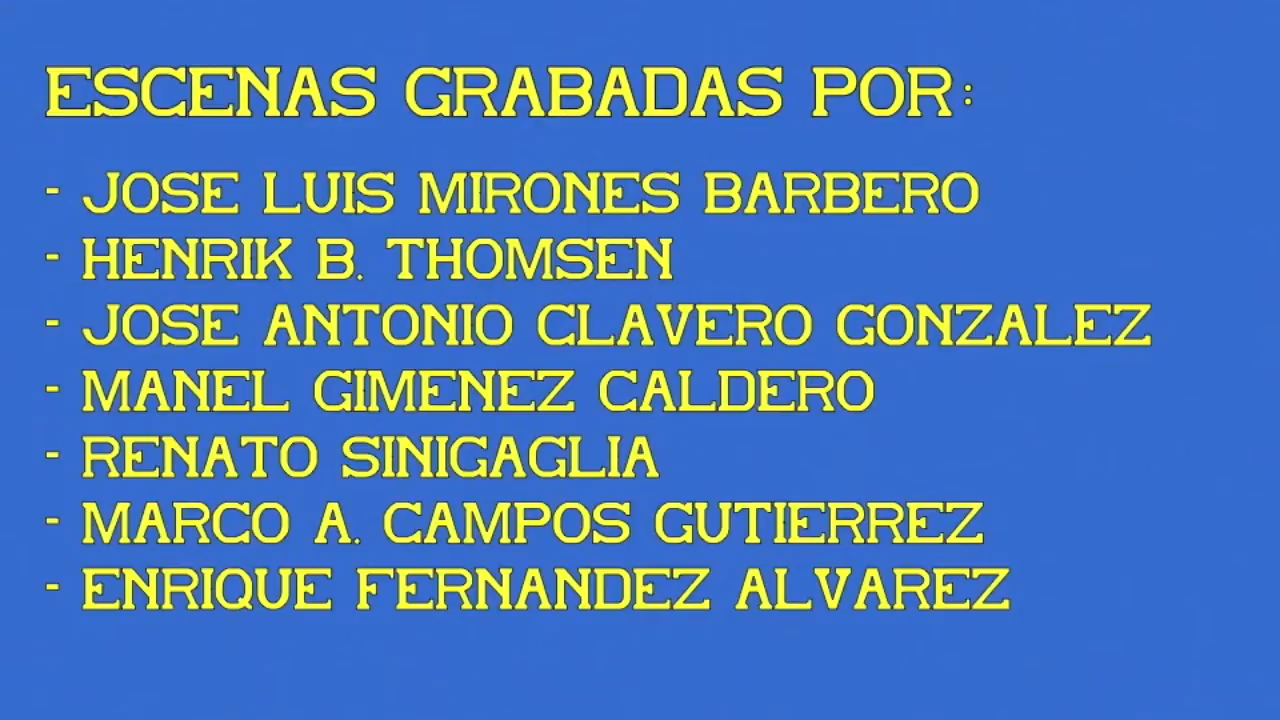 ESCENAS GRABADAS POR:
- JOSE LUIS MIRONES BARBERO
- HENRIK B. THOMSEN
- JOSE ANTONIO CLAVERO GONZALEZ
- MANEL GIMENEZ CALDERO
- RENATO SINIGAGLIA
- MARCO A. CAMPOS GUTIERREZ
- ENRIQUE FERNANDEZ ALVAREZ